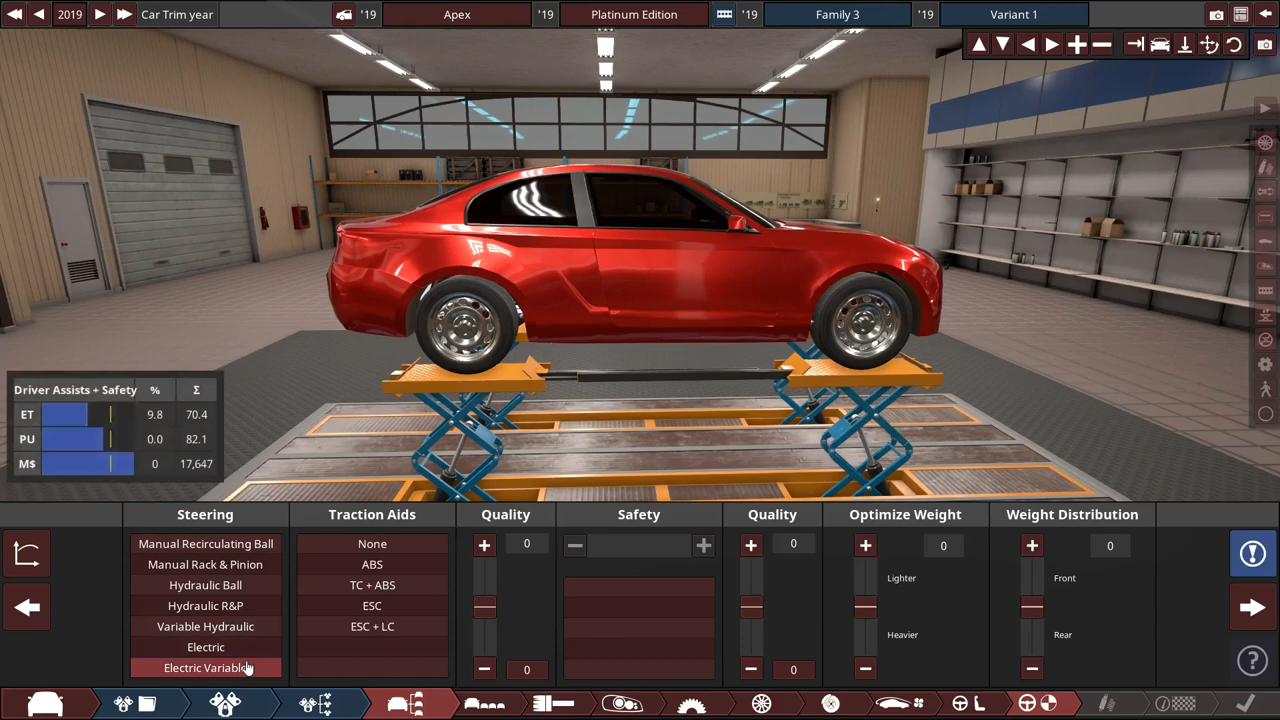 2019 Car Trim year '19 Apex '19 Platinum Edition '19 Family 3 '19 Variant 1
Driver Assists + Safety % Σ
ET 9.8 70.4
PU 0.0 82.1
M$ 0 17,647
Steering
Manual Recirculating Ball
Manual Rack & Pinion
Hydraulic Ball
Hydraulic R&P
Variable Hydraulic
Electric
Electric Variable
Traction Aids
None
ABS
TC + ABS
ESC
ESC + LC
Quality
0
0
Safety
Quality
0
0
Optimize Weight
0
Lighter
Heavier
Weight Distribution
0
Front
Rear